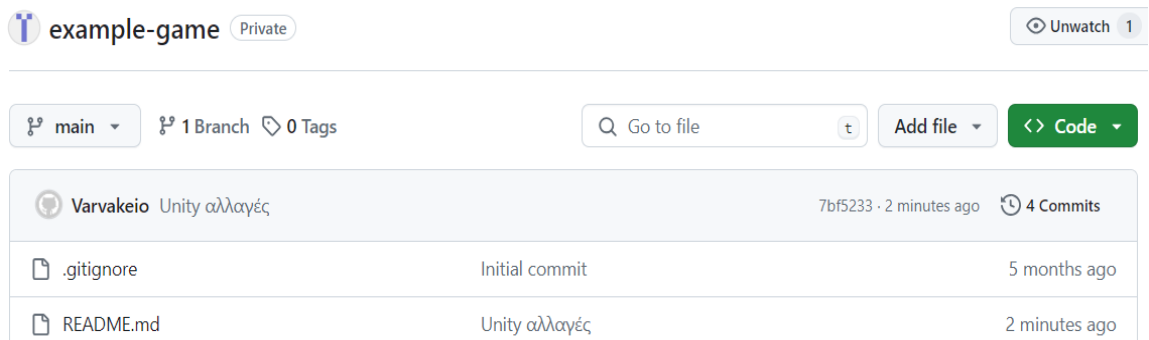 example-game Private Unwatch 1
main 1 Branch 0 Tags Go to file t Add file <> Code
Varvakeio Unity αλλαγές 7bf5233 · 2 minutes ago 4 Commits
.gitignore Initial commit 5 months ago
README.md Unity αλλαγές 2 minutes ago